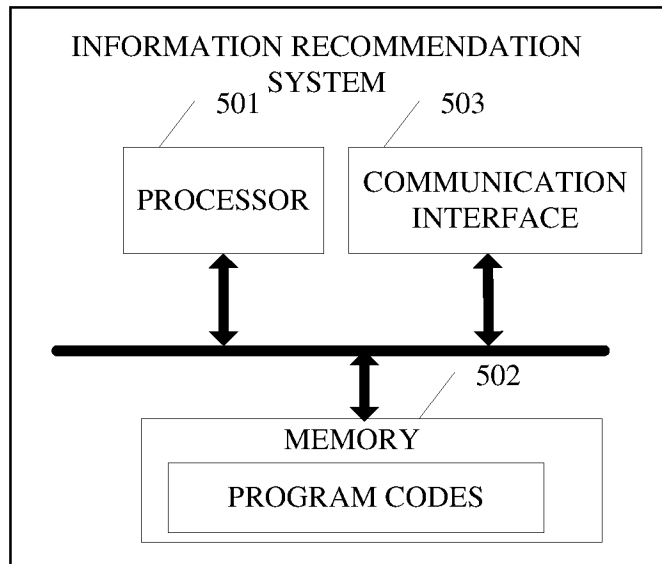 INFORMATION RECOMMENDATION
SYSTEM
501
503
PROCESSOR
COMMUNICATION
INTERFACE
502
MEMORY
PROGRAM CODES